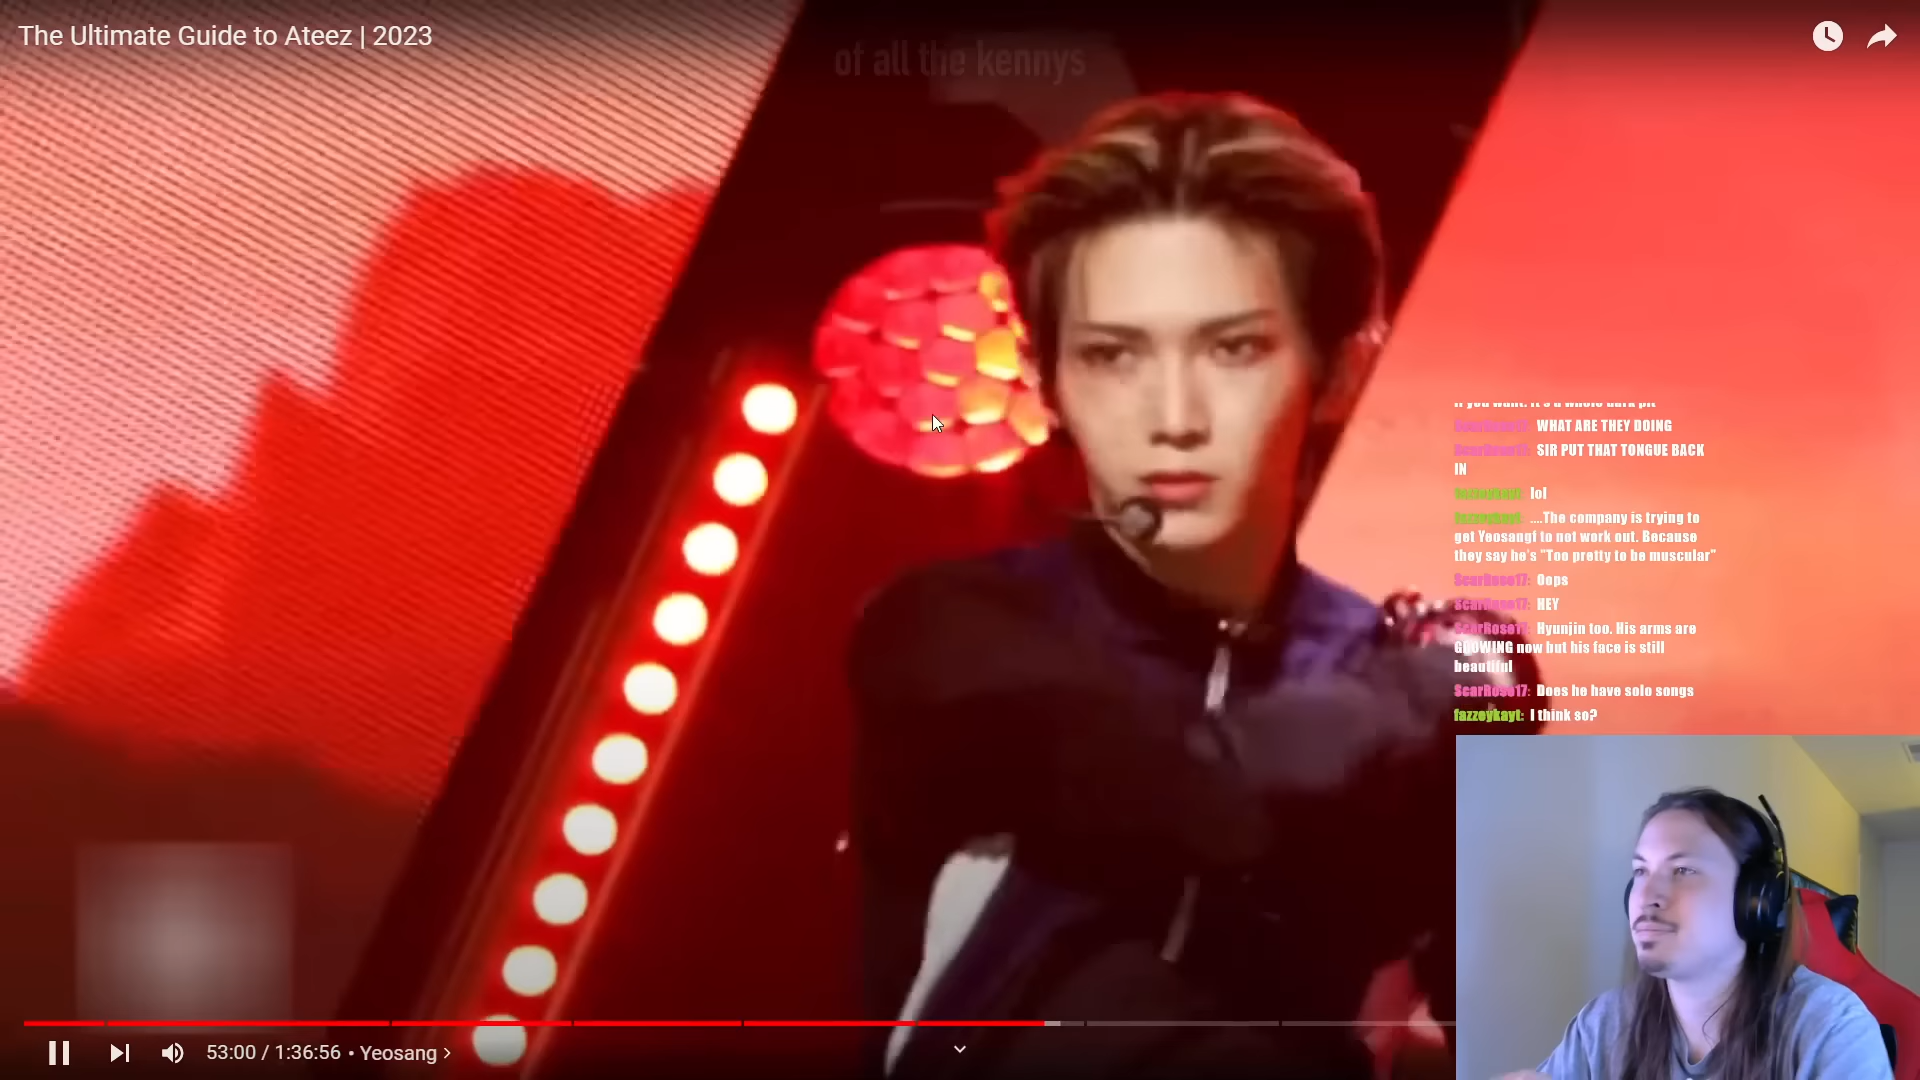 The Ultimate Guide to Ateez | 2023
of all the kennys
WHAT ARE THEY DOING
SIR PUT THAT TONGUE BACK
IN
lol
....The company is trying to
get Yeosangf to not work out. Because
they say he's "Too pretty to be muscular"
ScarRose17: Oops
ScarRose17: HEY
ScarRose17: Hyunjin too. His arms are
GROWING now but his face is still
beautiful
ScarRose17: Does he have solo songs
fazzeykayt: I think so?
53:00 / 1:36:56 • Yeosang >